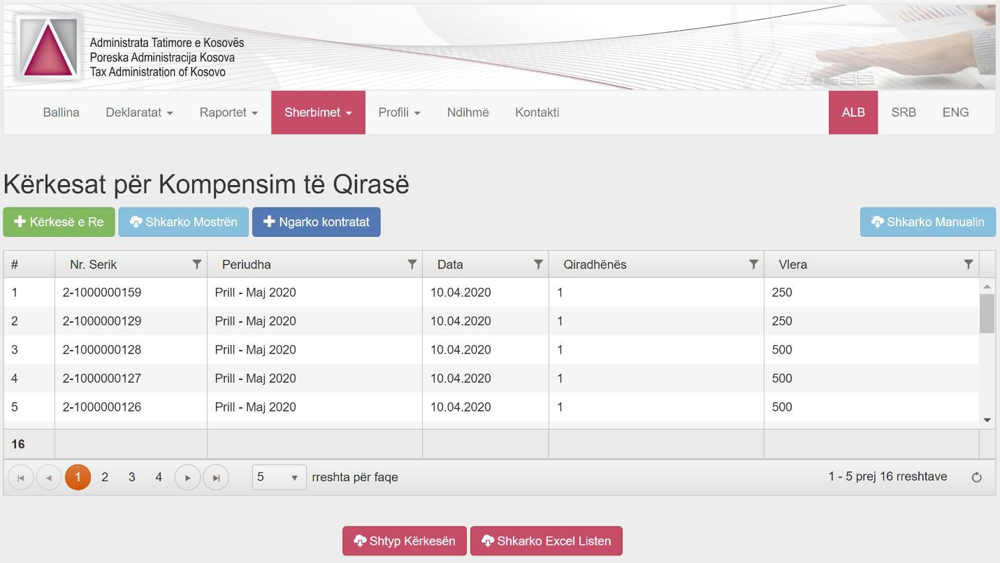 Administrata Tatimore e Kosovës
Poreska Administracija Kosova
Tax Administration of Kosovo
Ballina Deklaratat Raportet Sherbimet Profili Ndihmë Kontakti ALB SRB ENG
Kërkesat për Kompensim të Qirasë
Kërkesë e Re Shkarko Mostrën Ngarko kontratat Shkarko Manualin
# Nr. Serik Periudha Data Qiradhënës Vlera
1 2-1000000159 Prill - Maj 2020 10.04.2020 1 250
2 2-1000000129 Prill - Maj 2020 10.04.2020 1 250
3 2-1000000128 Prill - Maj 2020 10.04.2020 1 500
4 2-1000000127 Prill - Maj 2020 10.04.2020 1 500
5 2-1000000126 Prill - Maj 2020 10.04.2020 1 500
16
1 2 3 4 5 rreshta për faqe 1 - 5 prej 16 rreshtave
Shtyp Kërkesën Shkarko Excel Listen